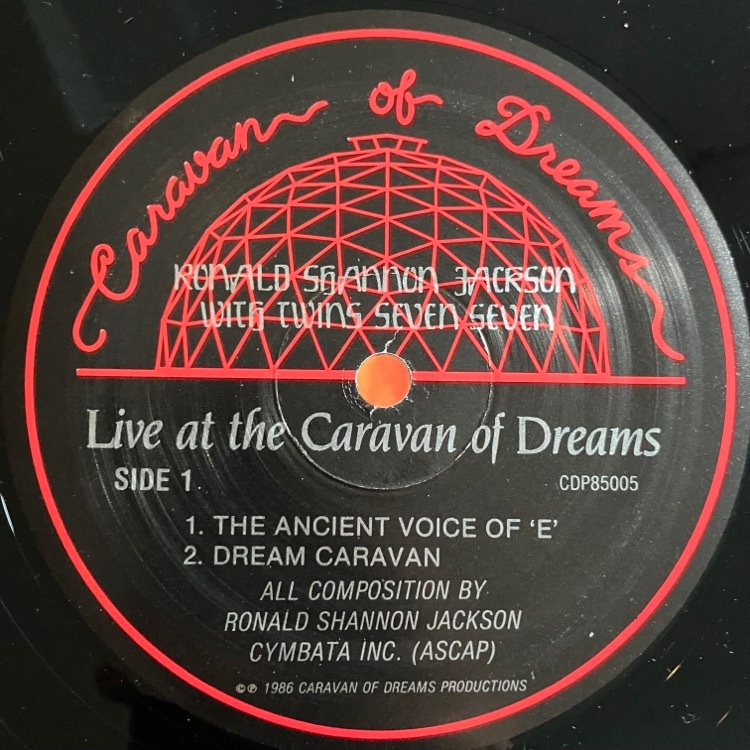 Caravan of Dreams
RONALD SHANNON JACKSON
WITH TWINS SEVEN SEVEN
Live at the Caravan of Dreams
SIDE 1
CDP85005
1. THE ANCIENT VOICE OF ‘E’
2. DREAM CARAVAN
ALL COMPOSITION BY
RONALD SHANNON JACKSON
CYMBATA INC. (ASCAP)
©℗ 1986 CARAVAN OF DREAMS PRODUCTIONS